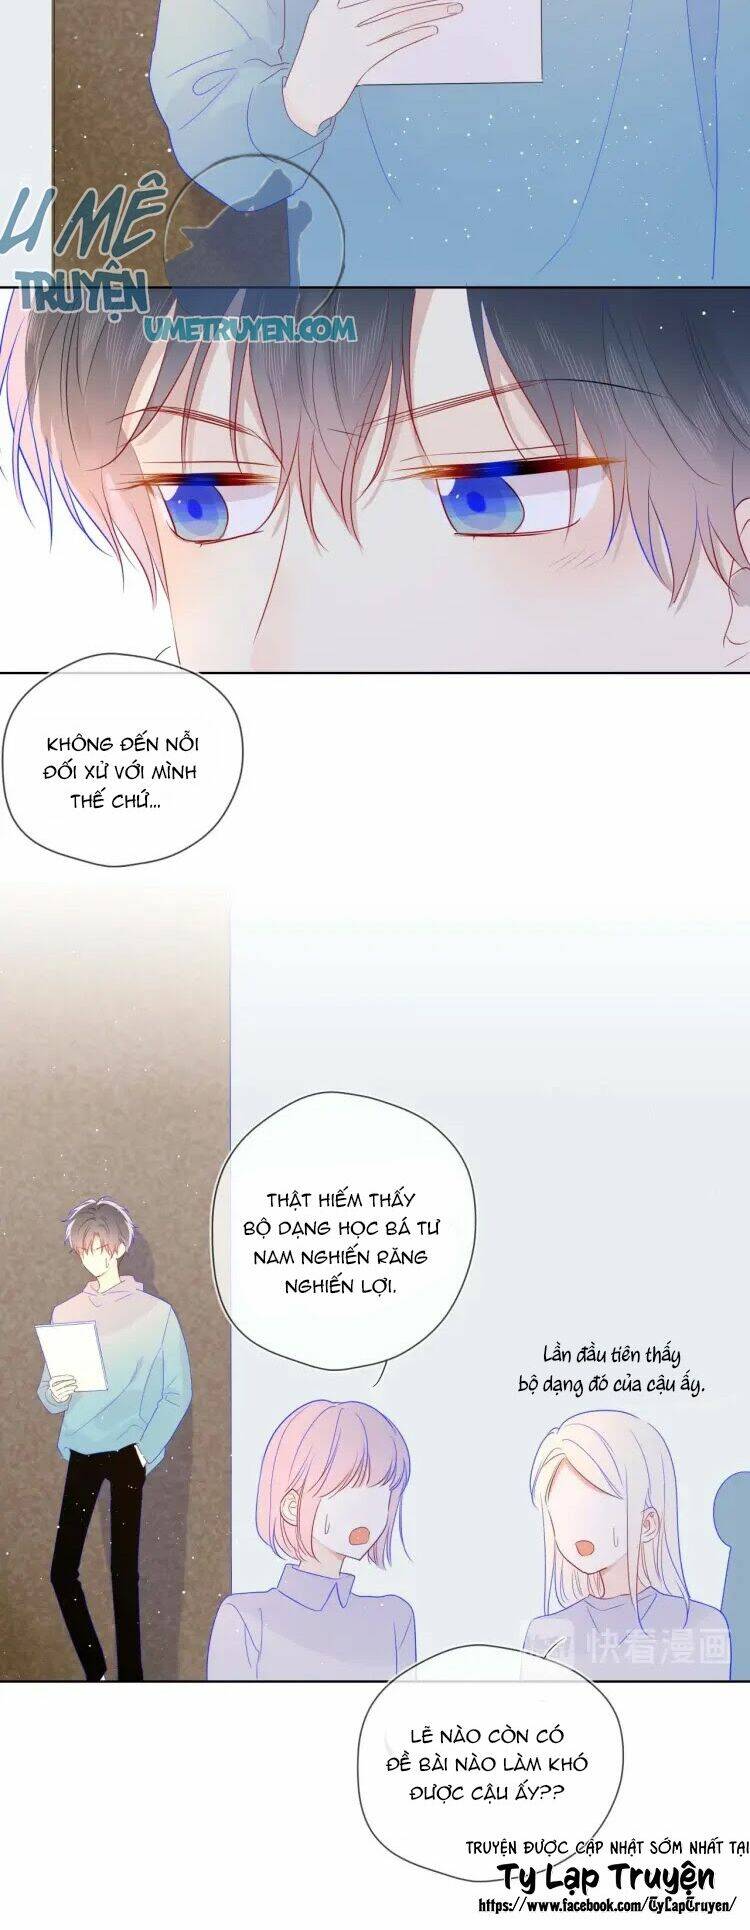 U MÊ
TRUYỆN
UMETRUYEN.COM
KHÔNG ĐẾN NỖI
ĐỐI XỬ VỚI MÌNH
THẾ CHỨ...
THẬT HIẾM THẤY
BỘ DẠNG HỌC BÁ TƯ
NAM NGHIẾN RĂNG
NGHIẾN LỢI.
Lần đầu tiên thấy
bộ dạng đó của cậu ấy.
快看漫画
LẼ NÀO CÒN CÓ
ĐỀ BÀI NÀO LÀM KHÓ
ĐƯỢC CẬU ẤY??
TRUYỆN ĐƯỢC CẬP NHẬT SỚM NHẤT TẠI
Ty Lạp Truyện
https://www.facebook.com/TyLapTruyen/